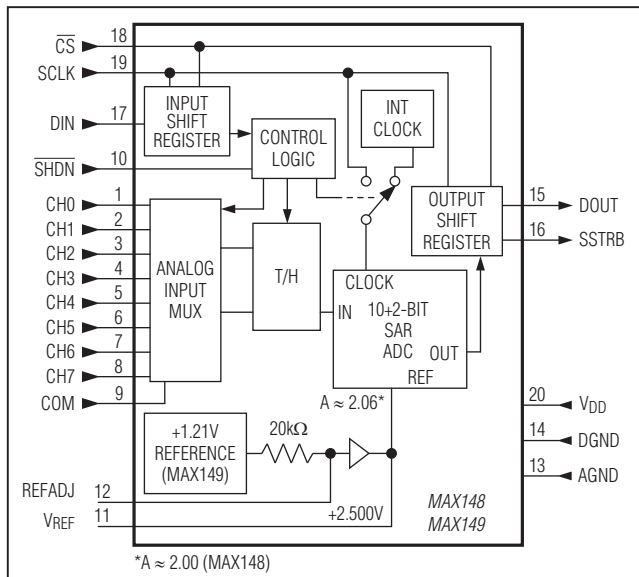 CS
18
SCLK
19
DIN
17
INPUT
SHIFT
REGISTER
SHDN
10
CONTROL
LOGIC
INT
CLOCK
CH0
1
CH1
2
CH2
3
CH3
4
CH4
5
CH5
6
CH6
7
CH7
8
COM
9
ANALOG
INPUT
MUX
T/H
OUTPUT
SHIFT
REGISTER
15
DOUT
16
SSTRB
CLOCK
IN
10+2-BIT
SAR
ADC
OUT
REF
A ≈ 2.06*
+1.21V
REFERENCE
(MAX149)
20kΩ
20
VDD
14
DGND
13
AGND
REFADJ
12
VREF
11
+2.500V
MAX148
MAX149
*A ≈ 2.00 (MAX148)